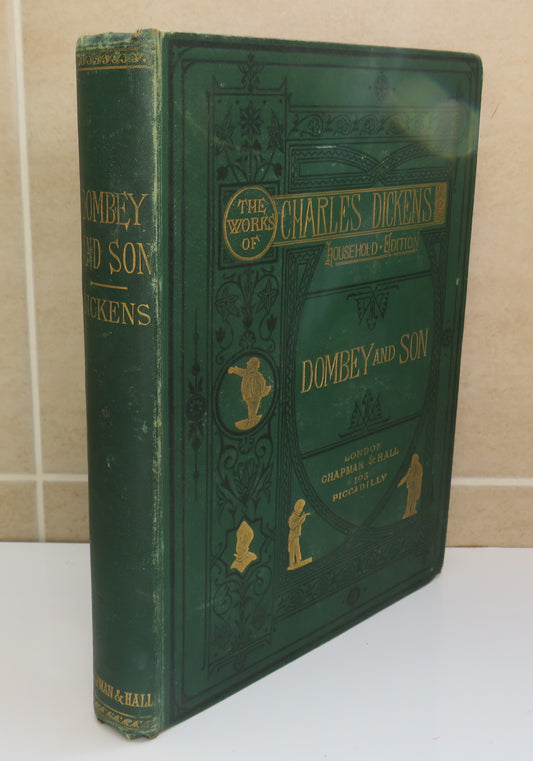 DOMBEY
AND SON
DICKENS
MAN & HALL
THE
WORKS
OF
CHARLES DICKENS
HOUSEHOLD · EDITION
DOMBEY AND SON
LONDON
CHAPMAN & HALL
193
PICCADILLY